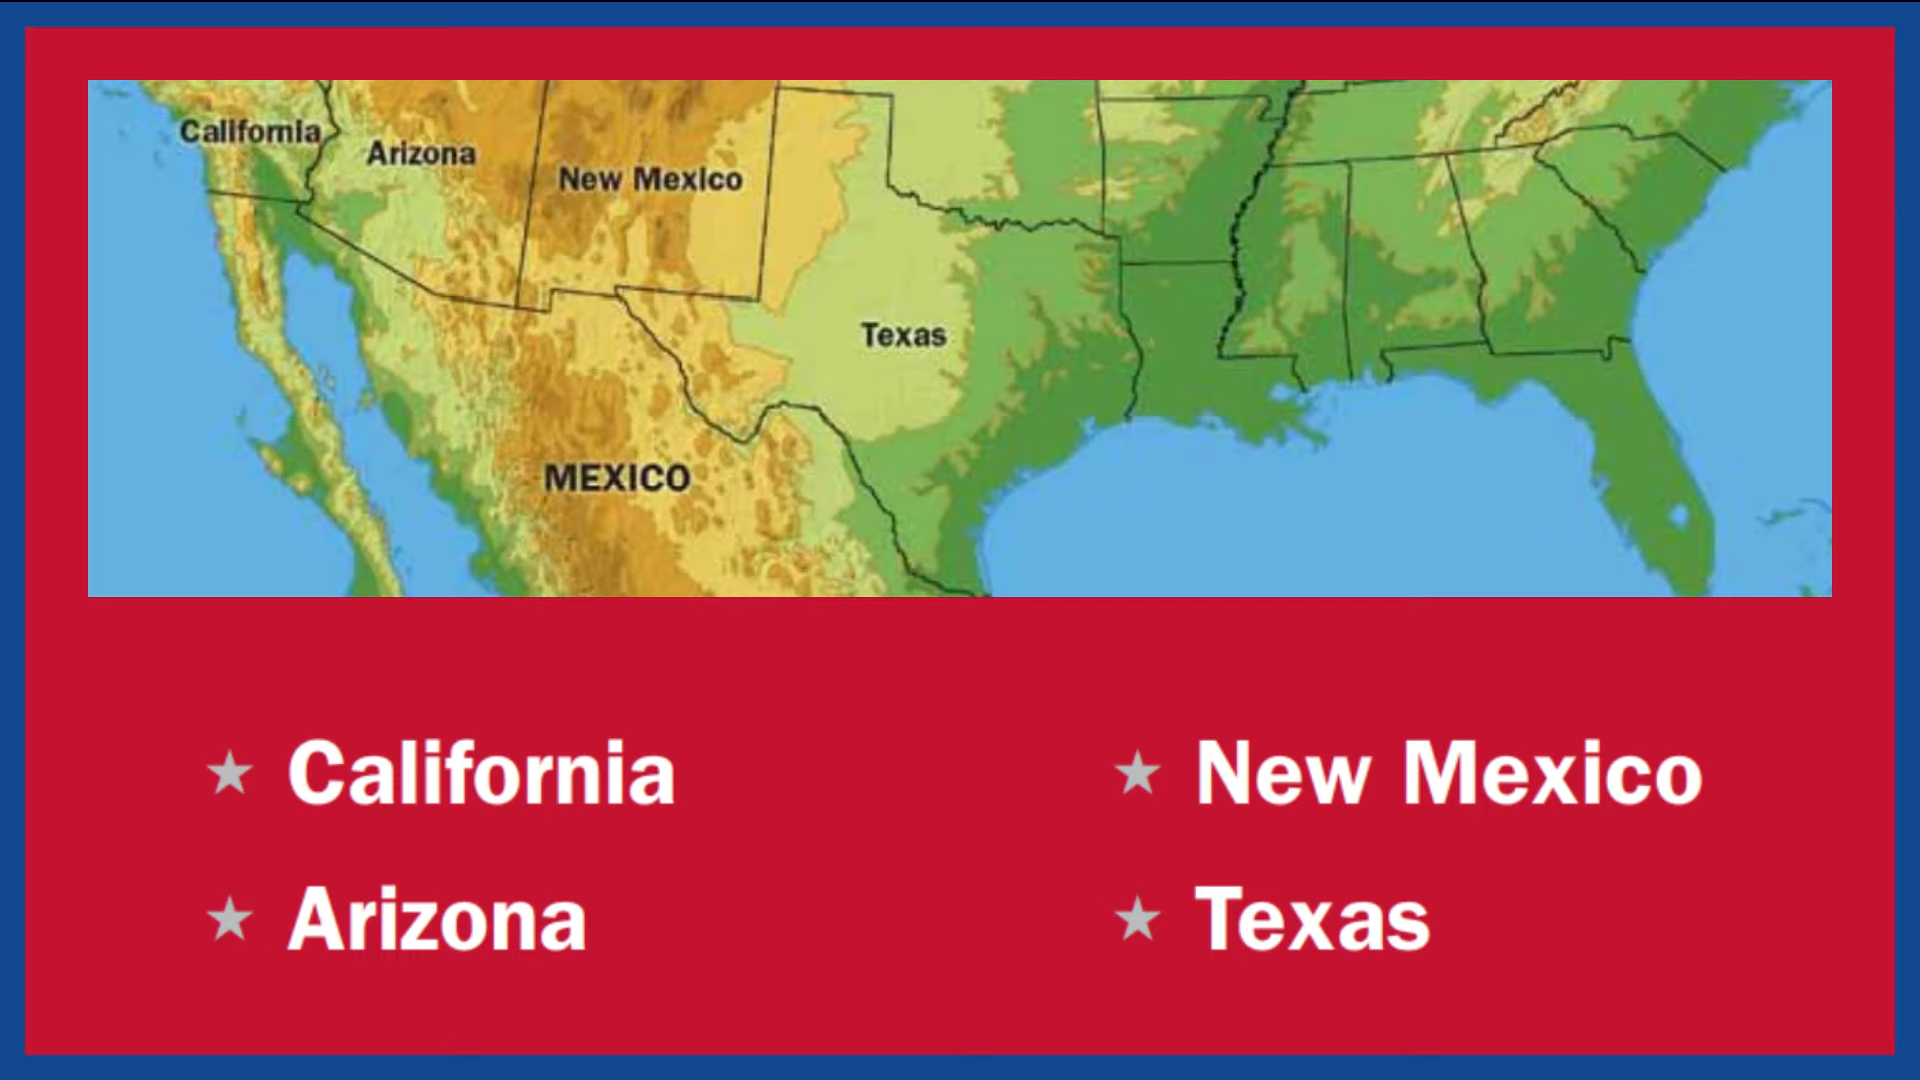 California
Arizona
New Mexico
Texas
MEXICO
★ California
★ Arizona
★ New Mexico
★ Texas